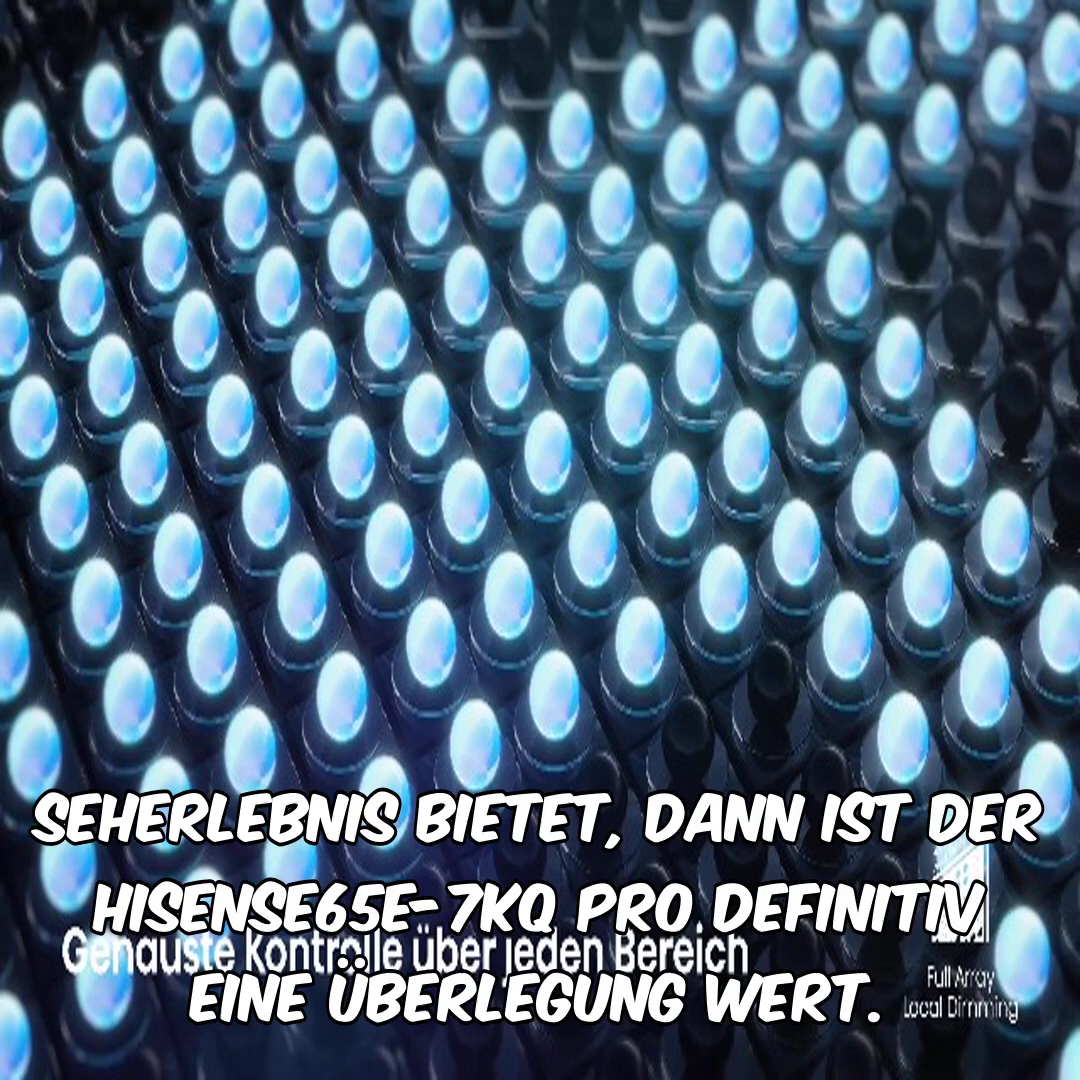 SEHERLEBNIS BIETET, DANN IST DER
HISENSE65E-7KQ PRO DEFINITIV
Genauste Kontrolle über jeden Bereich
EINE ÜBERLEGUNG WERT.
Full Array
Local Dimming